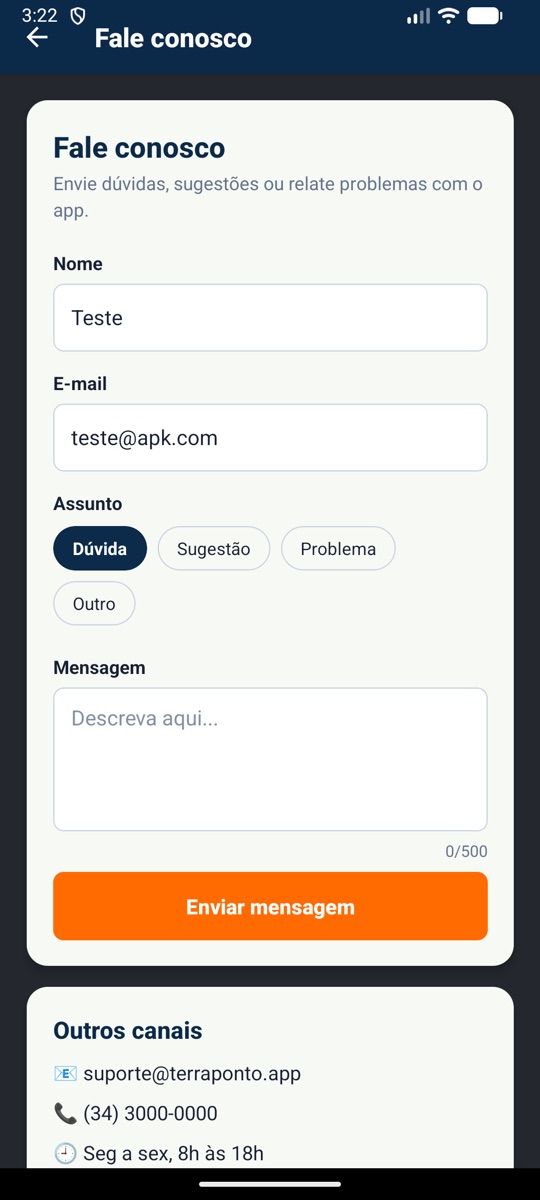 3:22
Fale conosco
Fale conosco
Envie dúvidas, sugestões ou relate problemas com o
app.
Nome
Teste
E-mail
teste@apk.com
Assunto
Dúvida Sugestão Problema
Outro
Mensagem
Descreva aqui...
0/500
Enviar mensagem
Outros canais
📧 suporte@terraponto.app
📞 (34) 3000-0000
🕘 Seg a sex, 8h às 18h